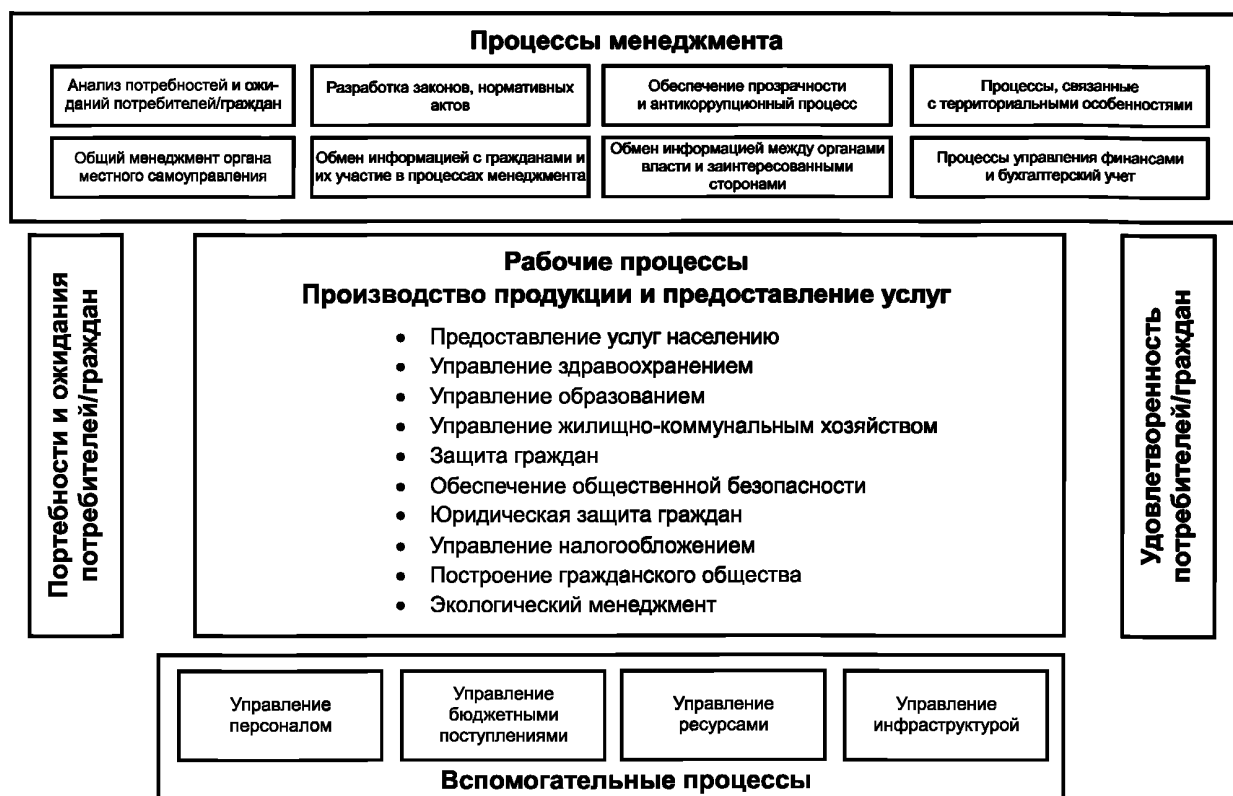 Процессы менеджмента
Анализ потребностей и ожи-
даний потребителей/граждан
Разработка законов, нормативных
актов
Обеспечение прозрачности
и антикоррупционный процесс
Процессы, связанные
с территориальными особенностями
Общий менеджмент органа
местного самоуправления
Обмен информацией с гражданами и
их участие в процессах менеджмента
Обмен информацией между органами
власти и заинтересованными
сторонами
Процессы управления финансами
и бухгалтерский учет
Портебности и ожидания
потребителей/граждан
Рабочие процессы
Производство продукции и предоставление услуг
• Предоставление услуг населению
• Управление здравоохранением
• Управление образованием
• Управление жилищно-коммунальным хозяйством
• Защита граждан
• Обеспечение общественной безопасности
• Юридическая защита граждан
• Управление налогообложением
• Построение гражданского общества
• Экологический менеджмент
Удовлетворенность
потребителей/граждан
Управление
персоналом
Управление
бюджетными
поступлениями
Управление
ресурсами
Управление
инфраструктурой
Вспомогательные процессы